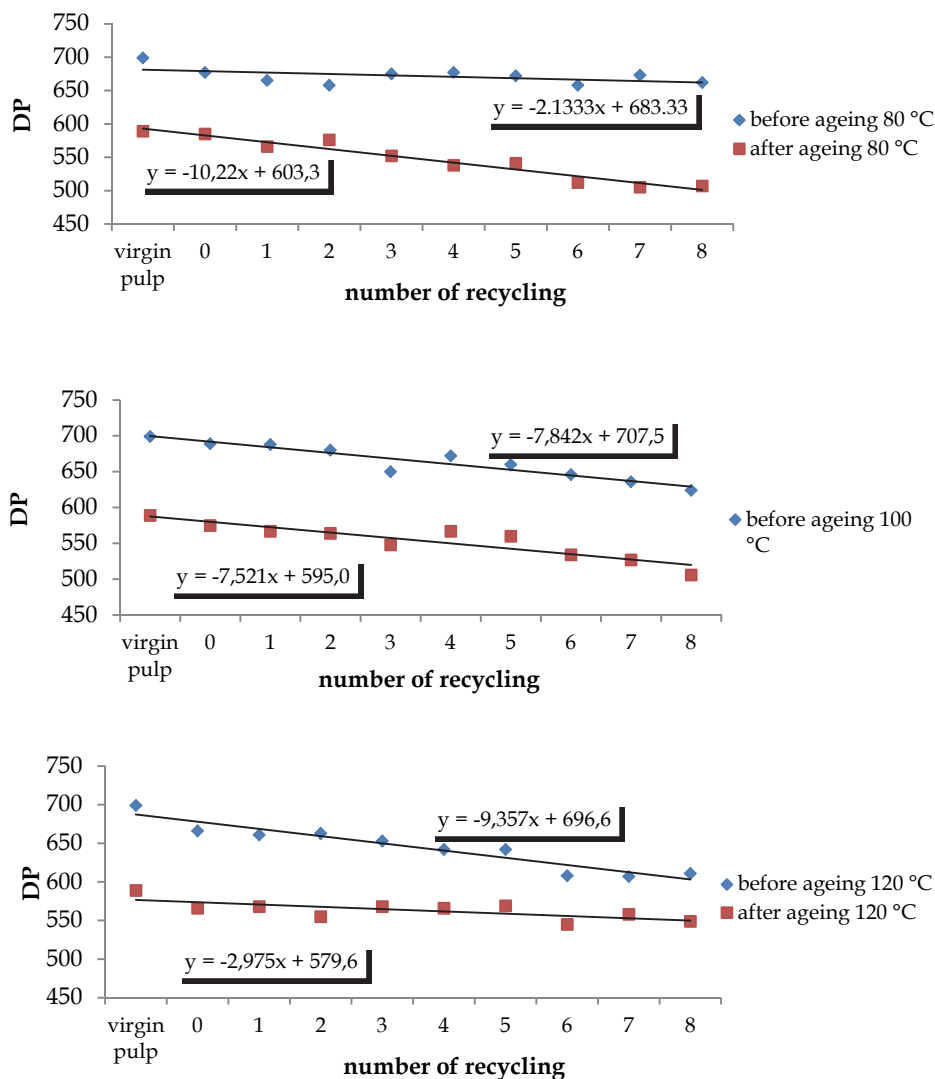 750
700
650
600
550
500
450
DP
y = -2.1333x + 683.33
y = -10,22x + 603,3
before ageing 80 °C
after ageing 80 °C
virgin pulp
0 1 2 3 4 5 6 7 8
number of recycling
750
700
650
600
550
500
450
DP
y = -7,842x + 707,5
y = -7,521x + 595,0
before ageing 100
°C
virgin pulp
0 1 2 3 4 5 6 7 8
number of recycling
750
700
650
600
550
500
450
DP
y = -9,357x + 696,6
y = -2,975x + 579,6
before ageing 120 °C
after ageing 120 °C
virgin pulp
0 1 2 3 4 5 6 7 8
number of recycling